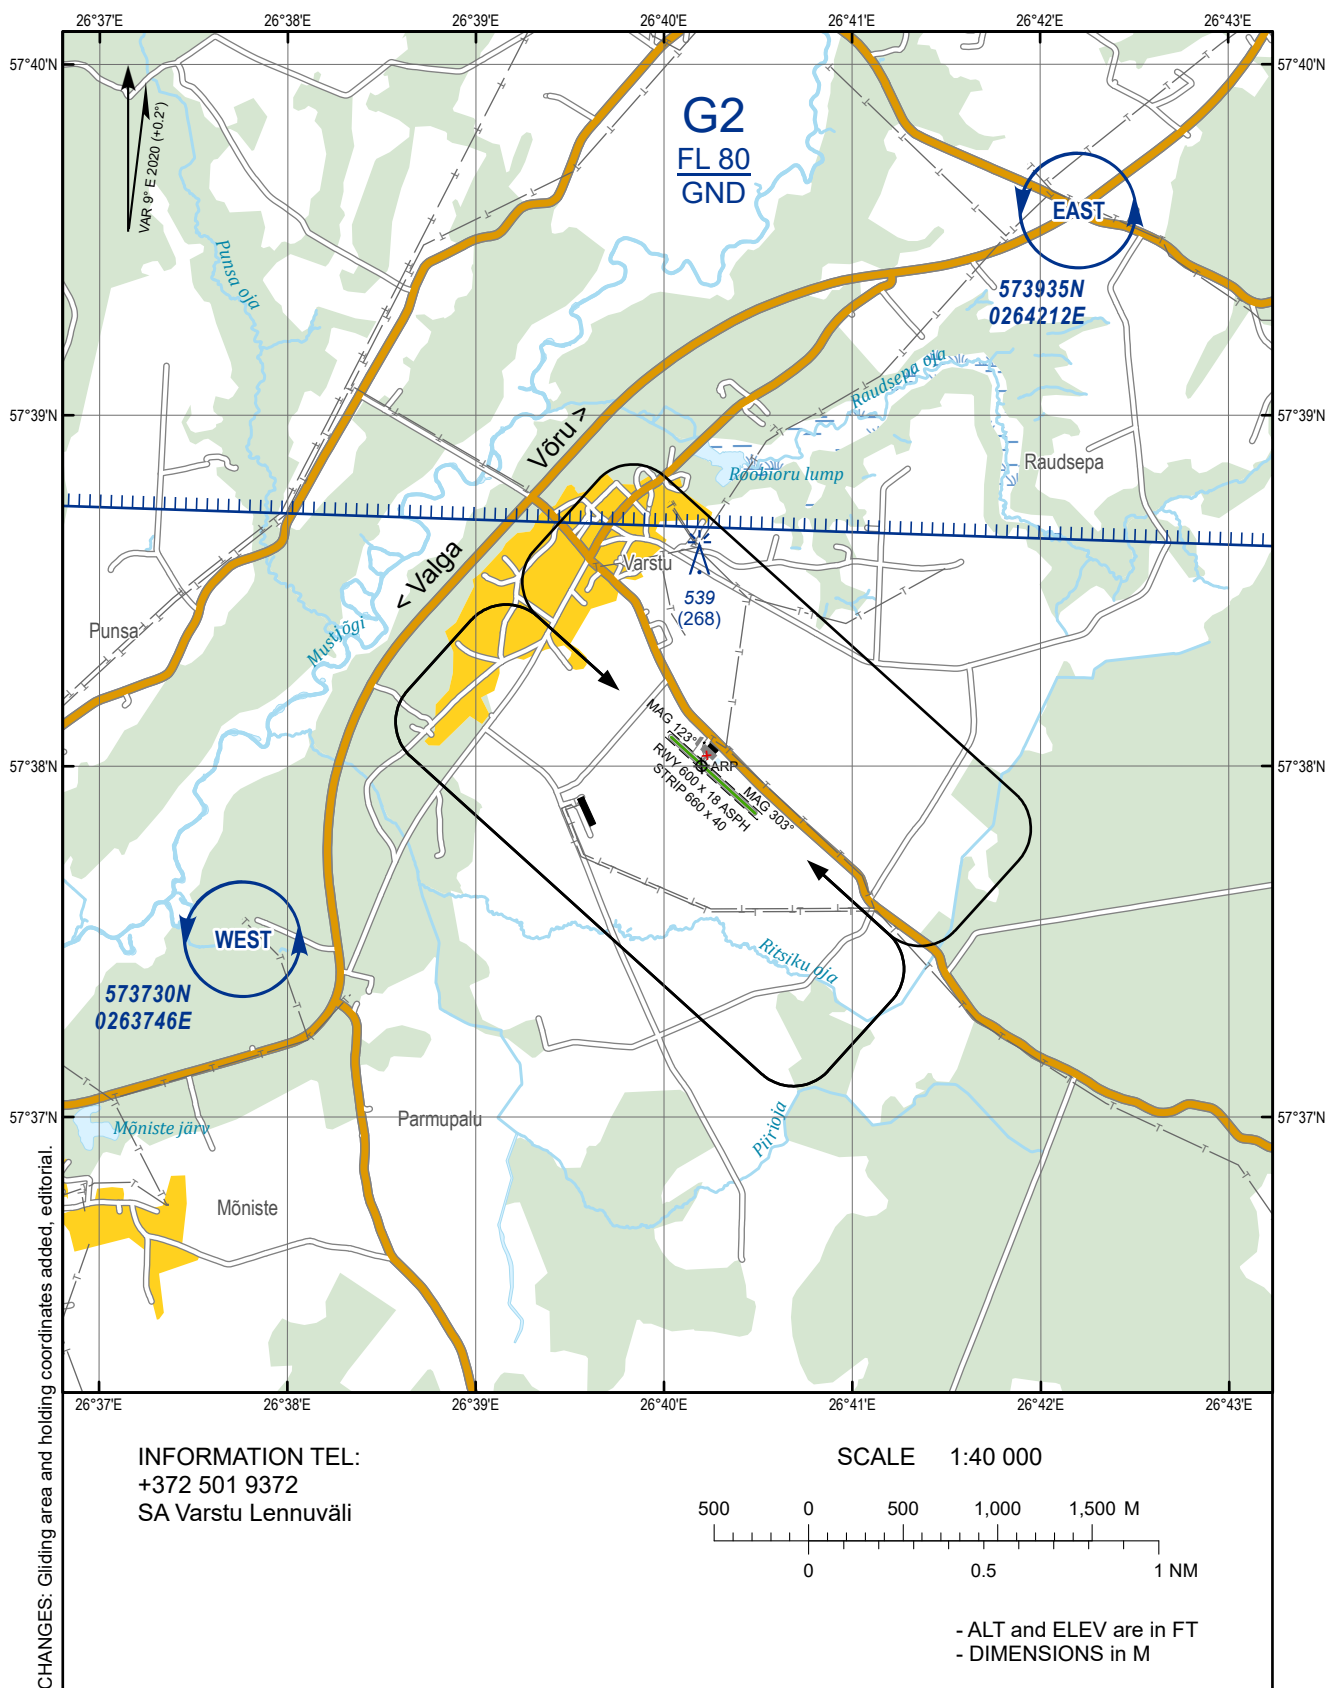 26°37'E 26°38'E 26°39'E 26°40'E 26°41'E 26°42'E 26°43'E
57°40'N 57°40'N
VAR 9° E 2020 (+0.2°)
G2
FL 80
GND
EAST
573935N
0264212E
Punsa oja
Raudsepa oja
57°39'N 57°39'N
Võru >
Rööbioru lump
Raudsepa
< Valga
Varstu
539
(268)
Punsa
Mustjõgi
MAG 123°
57°38'N 57°38'N
ARP
RWY 600 x 18 ASPH
STRIP 660 x 40
MAG 303°
WEST
573730N
0263746E
Ritsiku oja
57°37'N 57°37'N
Mõniste järv
Parmupalu
Piirioja
Mõniste
26°37'E 26°38'E 26°39'E 26°40'E 26°41'E 26°42'E 26°43'E
CHANGES: Gliding area and holding coordinates added, editorial.
INFORMATION TEL:
+372 501 9372
SA Varstu Lennuväli
SCALE 1:40 000
500 0 500 1,000 1,500 M
0 0.5 1 NM
- ALT and ELEV are in FT
- DIMENSIONS in M